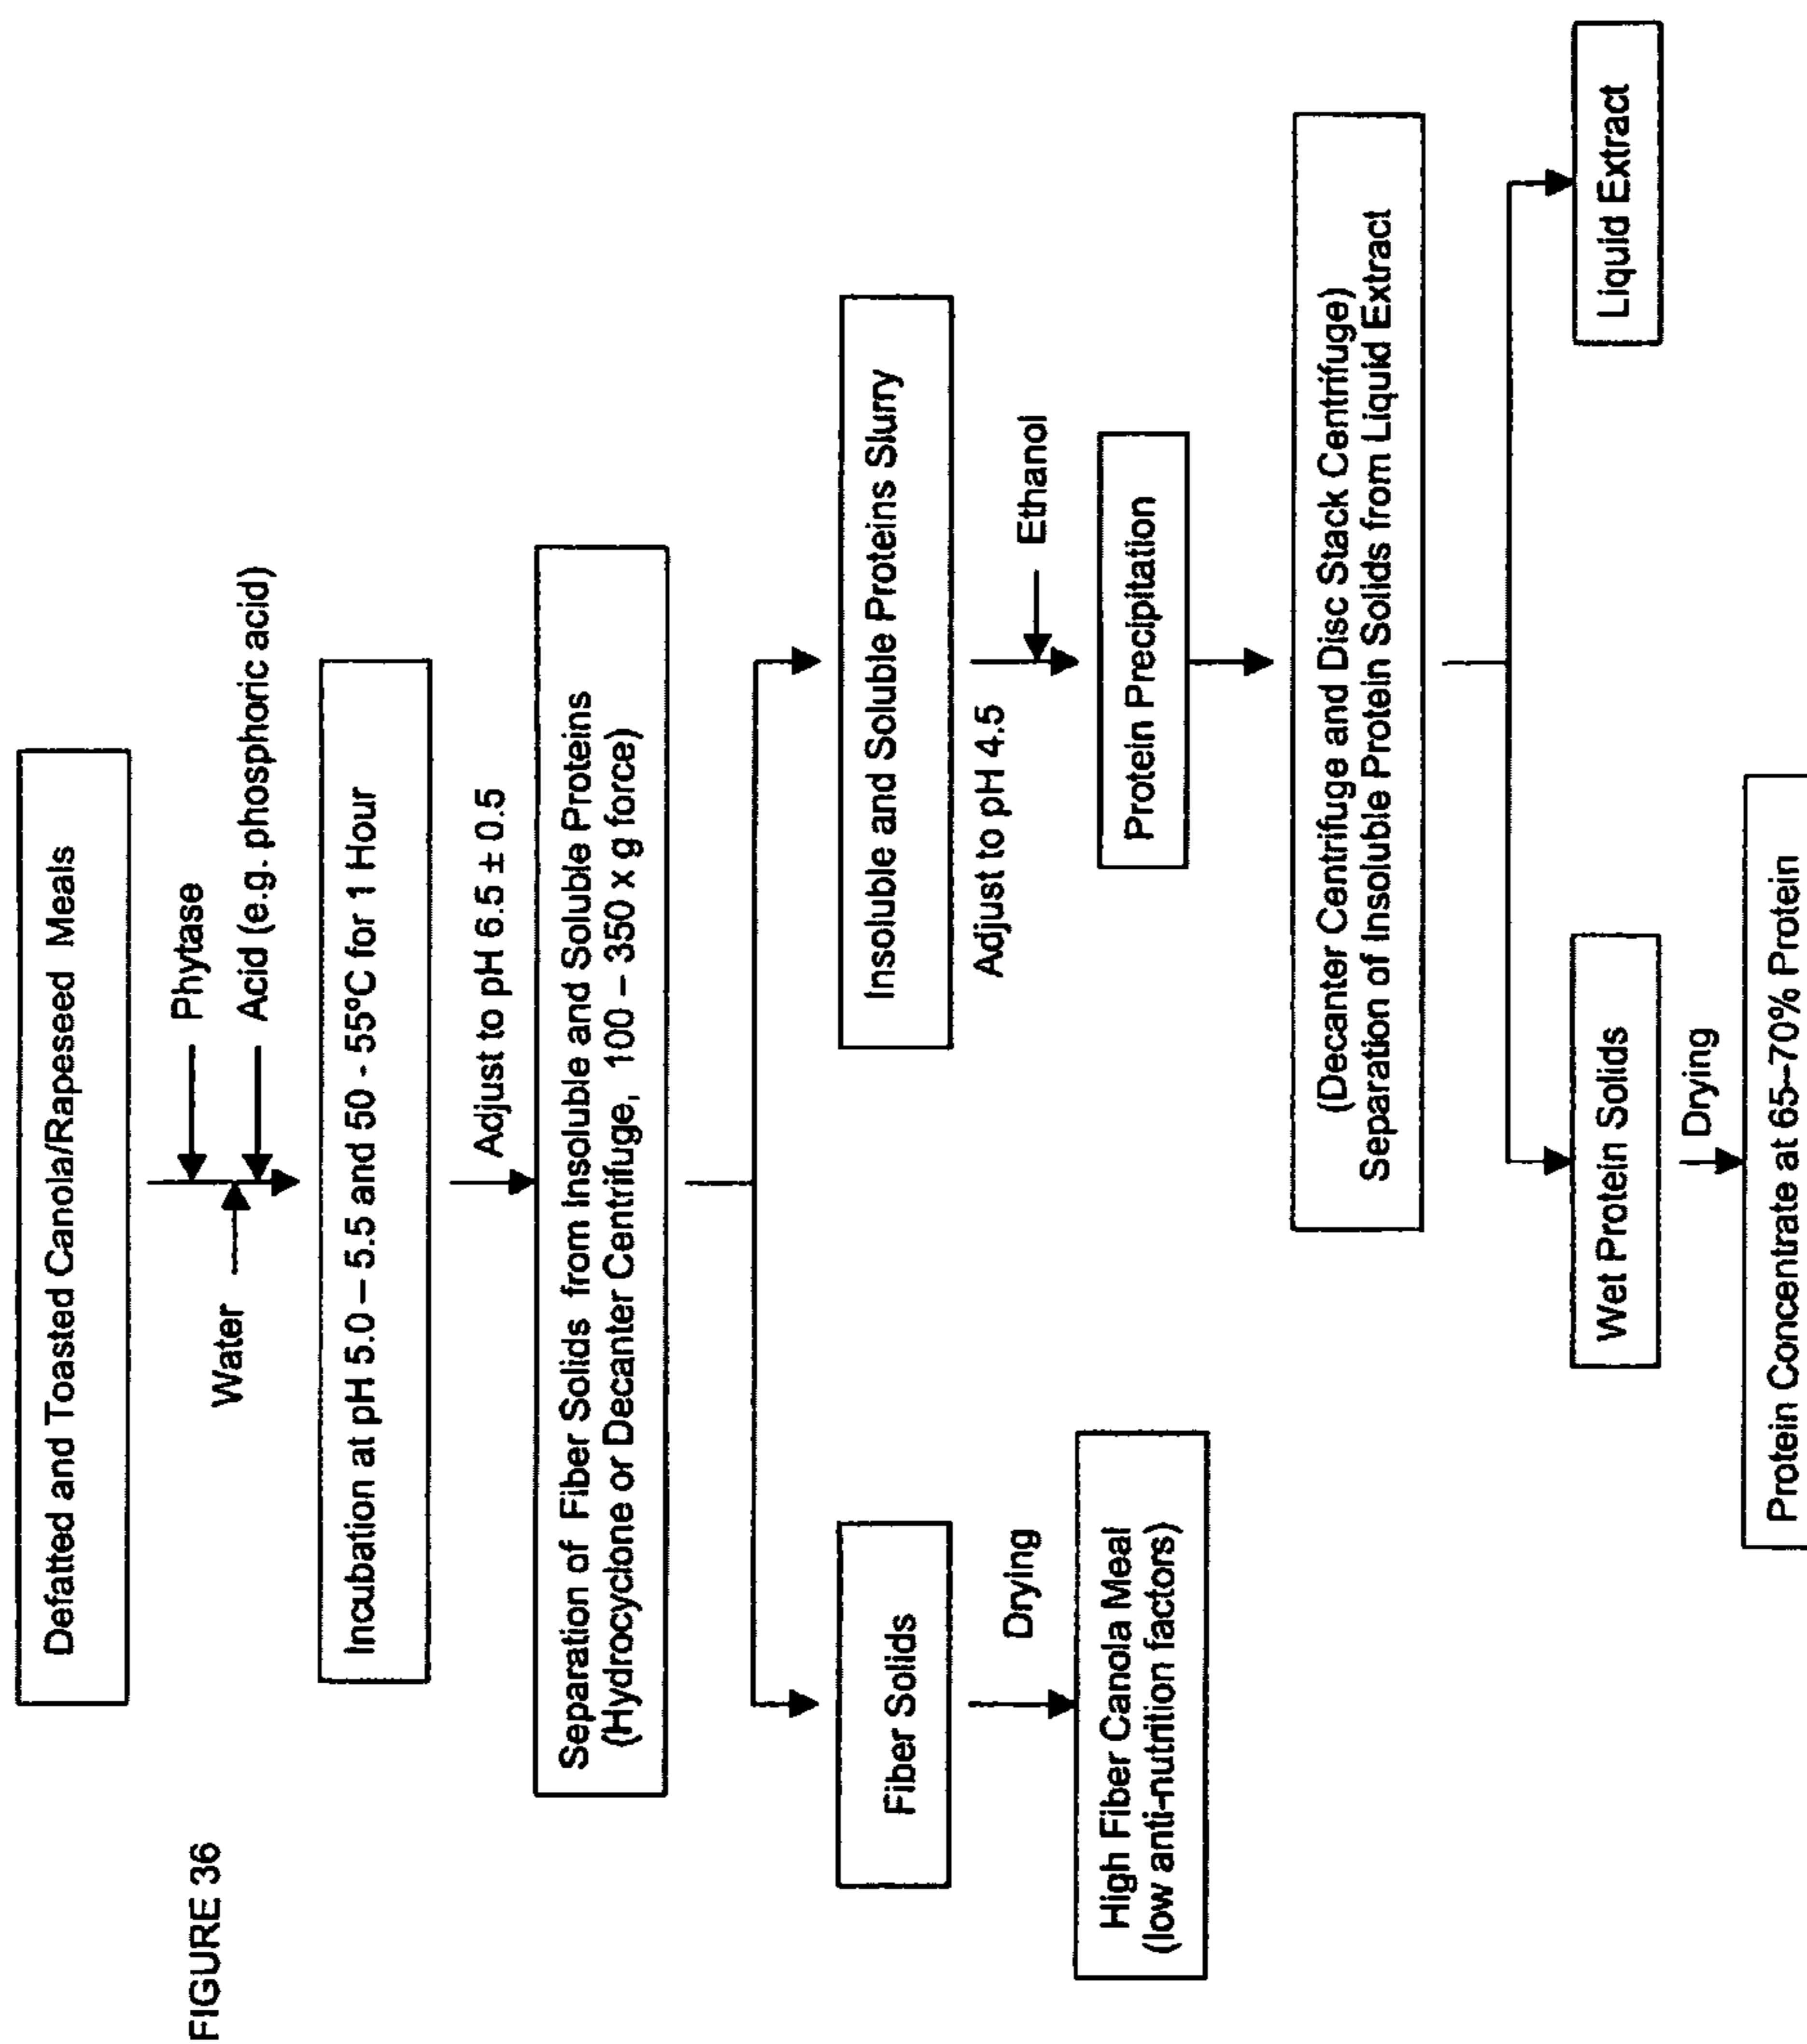 FIGURE 36
Defatted and Toasted Canola/Rapeseed Meals
Phytase
Water
Acid (e.g. phosphoric acid)
Incubation at pH 5.0 – 5.5 and 50 - 55°C for 1 Hour
Adjust to pH 6.5 ± 0.5
Separation of Fiber Solids from Insoluble and Soluble Proteins
(Hydrocyclone or Decanter Centrifuge, 100 – 350 x g force)
Fiber Solids
Drying
High Fiber Canola Meal
(low anti-nutrition factors)
Insoluble and Soluble Proteins Slurry
Adjust to pH 4.5
Ethanol
Protein Precipitation
(Decanter Centrifuge and Disc Stack Centrifuge)
Separation of Insoluble Protein Solids from Liquid Extract
Wet Protein Solids
Liquid Extract
Drying
Protein Concentrate at 65–70% Protein